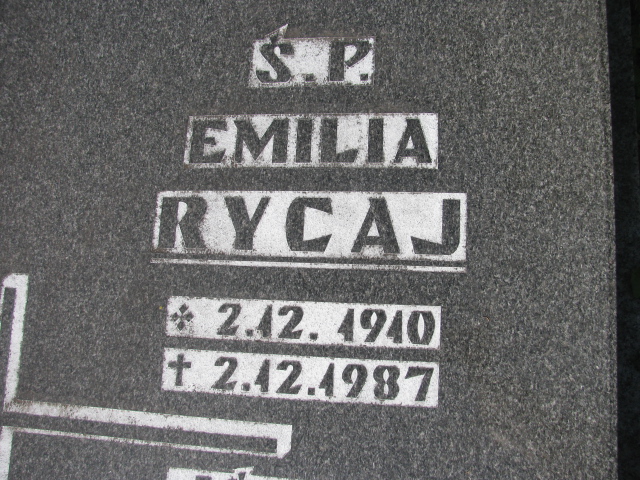 Ś.P.
EMILIA
RYCAJ
2.12.1910
† 2.12.1987